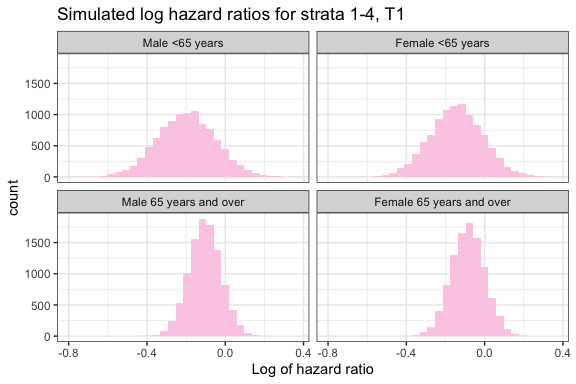 Simulated log hazard ratios for strata 1-4, T1
Male <65 years
Female <65 years
1500
1000
500
0
Male 65 years and over
Female 65 years and over
1500
1000
500
0
count
-0.8 -0.4 0.0 0.4 -0.8 -0.4 0.0 0.4
Log of hazard ratio